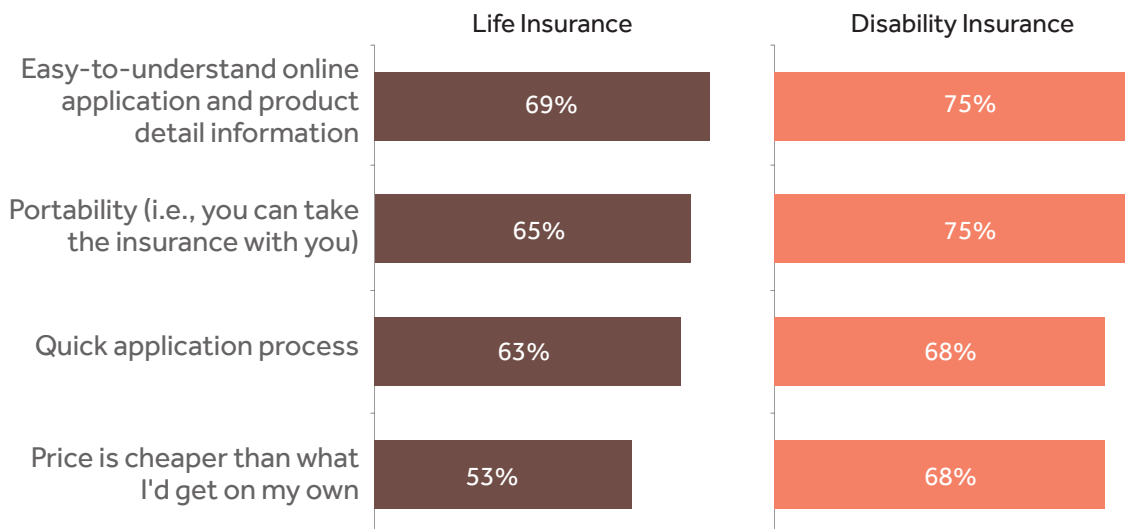 Life Insurance
Disability Insurance
Easy-to-understand online
application and product
detail information
69%
75%
Portability (i.e., you can take
the insurance with you)
65%
75%
Quick application process
63%
68%
Price is cheaper than what
I'd get on my own
53%
68%